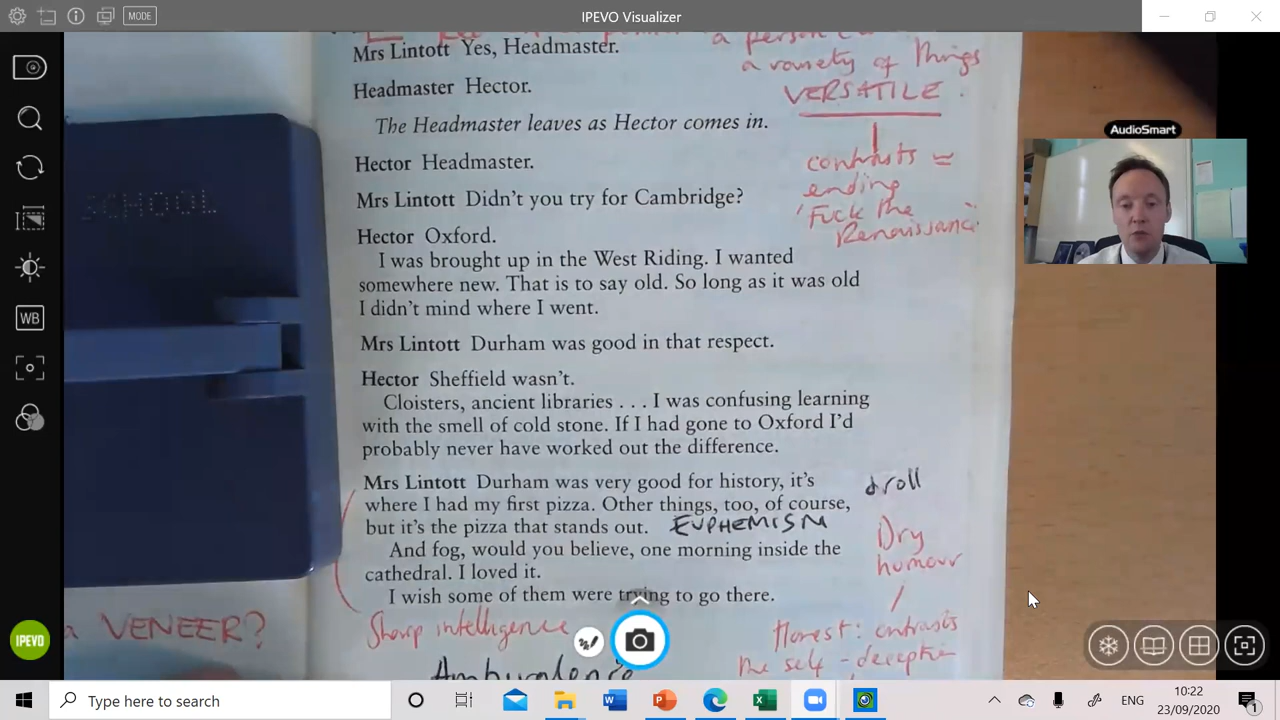 IPEVO Visualizer
MODE
Mrs Lintott Yes, Headmaster.
a person
a variety of Things
VERSATILE.
Headmaster Hector.
The Headmaster leaves as Hector comes in.
AudioSmart
Hector Headmaster.
contrasts
ending
'Fuck the
Renaissance'
Mrs Lintott Didn't you try for Cambridge?
SCHOOL
Hector Oxford.
I was brought up in the West Riding. I wanted
somewhere new. That is to say old. So long as it was old
I didn't mind where I went.
WB
Mrs Lintott Durham was good in that respect.
Hector Sheffield wasn't.
Cloisters, ancient libraries . . . I was confusing learning
with the smell of cold stone. If I had gone to Oxford I'd
probably never have worked out the difference.
Mrs Lintott Durham was very good for history, it's
where I had my first pizza. Other things, too, of course,
but it's the pizza that stands out. EUPHEMISM
droll
Dry
humour
And fog, would you believe, one morning inside the
cathedral. I loved it.
I wish some of them were trying to go there.
a VENEER?
Sharp intelligence
Honest: contrasts
the self-deception
Ambivalence
IPEVO
Type here to search
ENG
10:22
23/09/2020
1